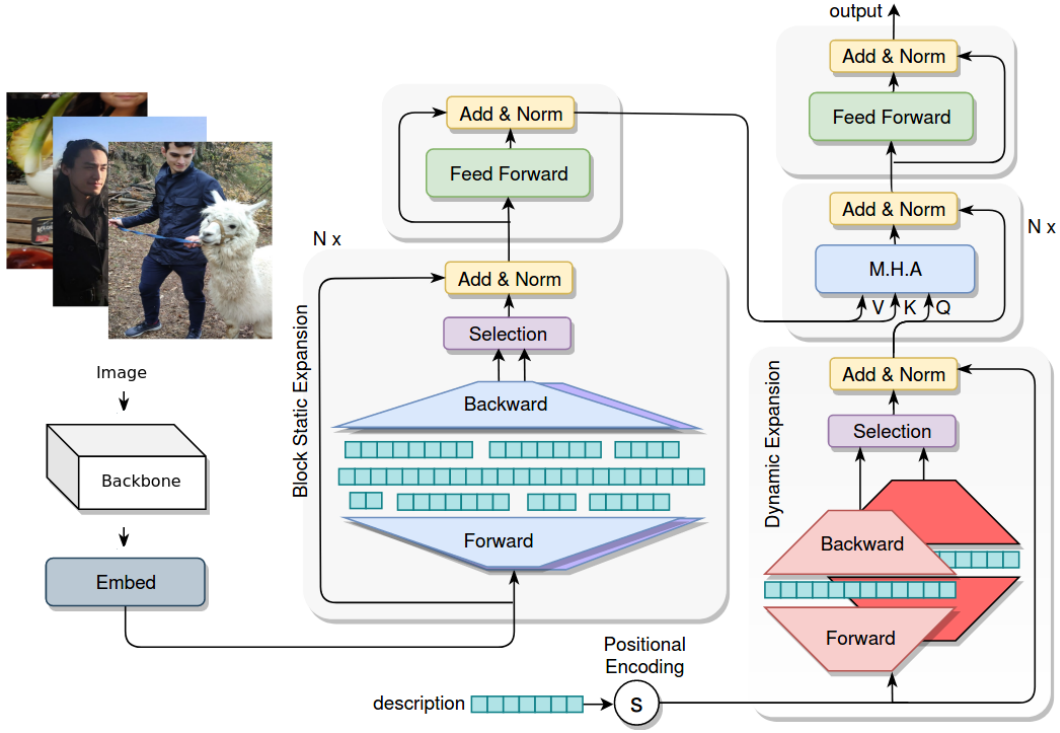 Image
Backbone
Embed
N x
Add & Norm
Feed Forward
Block Static Expansion
Add & Norm
Selection
Backward
Forward
description
Positional
Encoding
S
output
Add & Norm
Feed Forward
N x
Add & Norm
M.H.A
V K Q
Dynamic Expansion
Add & Norm
Selection
Backward
Forward